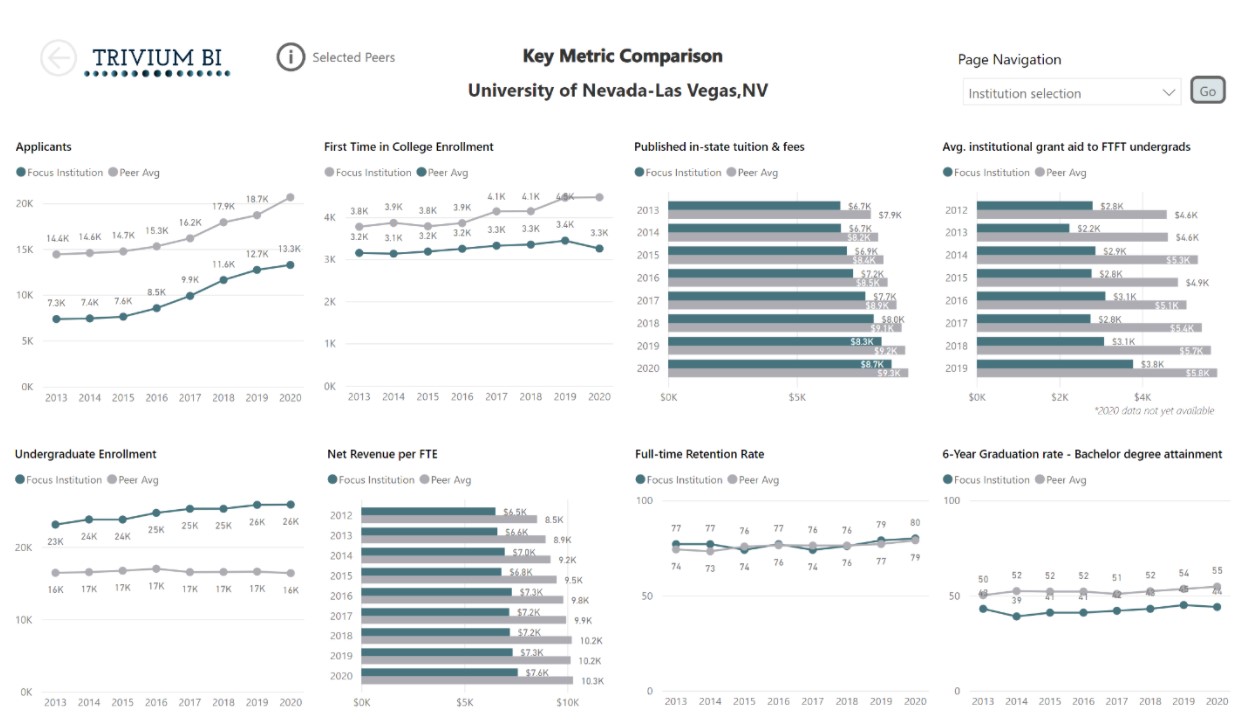 TRIVIUM BI
Selected Peers
Key Metric Comparison
University of Nevada-Las Vegas,NV
Page Navigation
Institution selection
Go
Applicants
Focus Institution Peer Avg
20K
15K
10K
5K
0K
14.4K 14.6K 14.7K 15.3K 16.2K 17.9K 18.7K
7.3K 7.4K 7.6K 8.5K 9.9K 11.6K 12.7K 13.3K
2013 2014 2015 2016 2017 2018 2019 2020
First Time in College Enrollment
Focus Institution Peer Avg
4K
3K
2K
1K
0K
3.8K 3.9K 3.8K 3.9K 4.1K 4.1K 4.5K
3.2K 3.1K 3.2K 3.2K 3.3K 3.3K 3.4K 3.3K
2013 2014 2015 2016 2017 2018 2019 2020
Published in-state tuition & fees
Focus Institution Peer Avg
2013 $6.7K $7.9K
2014 $6.7K $8.2K
2015 $6.9K $8.4K
2016 $7.2K $8.5K
2017 $7.7K $8.9K
2018 $8.0K $9.1K
2019 $8.3K $9.2K
2020 $8.7K $9.3K
$0K $5K
Avg. institutional grant aid to FTFT undergrads
Focus Institution Peer Avg
2012 $2.8K $4.6K
2013 $2.2K $4.6K
2014 $2.9K $5.3K
2015 $2.8K $4.9K
2016 $3.1K $5.1K
2017 $2.8K $5.4K
2018 $3.1K $5.7K
2019 $3.8K $5.8K
$0K $2K $4K
*2020 data not yet available
Undergraduate Enrollment
Focus Institution Peer Avg
20K
10K
0K
23K 24K 24K 25K 25K 25K 26K 26K
16K 17K 17K 17K 17K 17K 17K 16K
2013 2014 2015 2016 2017 2018 2019 2020
Net Revenue per FTE
Focus Institution Peer Avg
2012 $6.5K 8.5K
2013 $6.6K 8.9K
2014 $7.0K 9.2K
2015 $6.8K 9.5K
2016 $7.3K 9.8K
2017 $7.2K 9.9K
2018 $7.2K 10.2K
2019 $7.3K 10.2K
2020 $7.6K 10.3K
$0K $5K $10K
Full-time Retention Rate
Focus Institution Peer Avg
100
50
0
77 77 76 77 76 76 79 80
74 73 74 76 74 76 77 79
2013 2014 2015 2016 2017 2018 2019 2020
6-Year Graduation rate - Bachelor degree attainment
Focus Institution Peer Avg
100
50
0
50 52 52 52 51 52 54 55
39 41 41 44
2013 2014 2015 2016 2017 2018 2019 2020